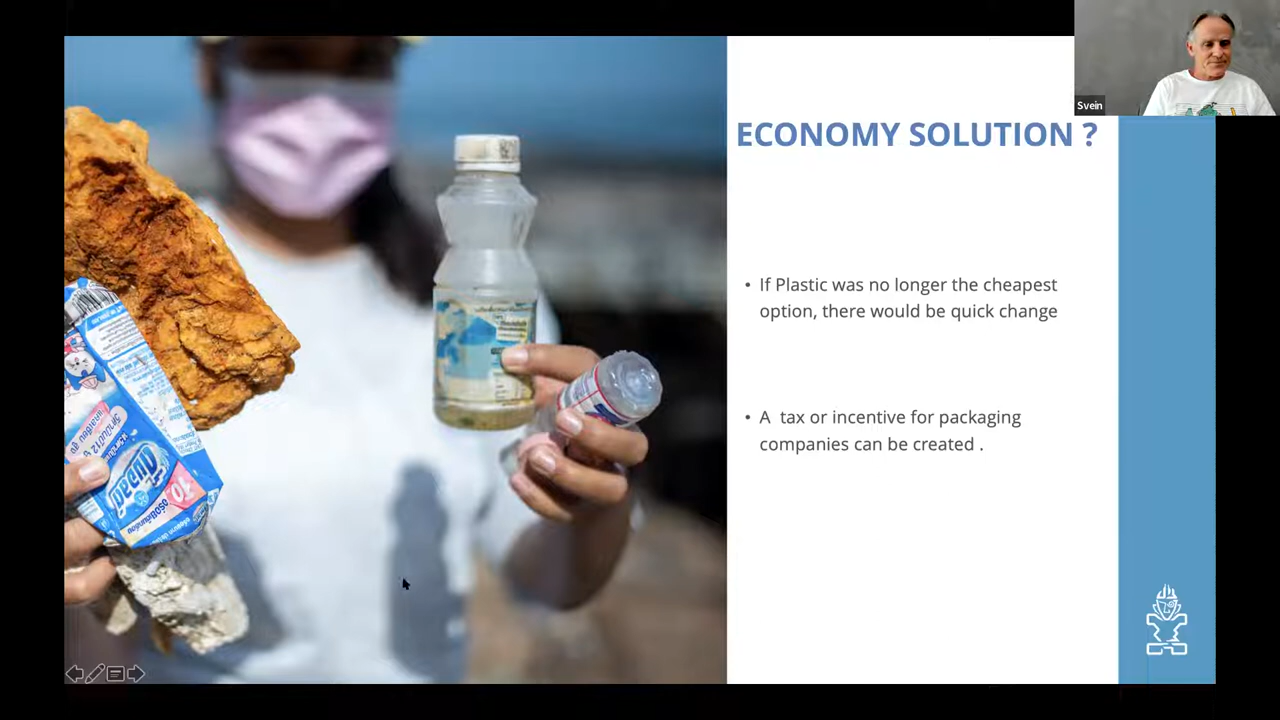 Svein
ECONOMY SOLUTION ?
• If Plastic was no longer the cheapest
option, there would be quick change
• A  tax or incentive for packaging
companies can be created .